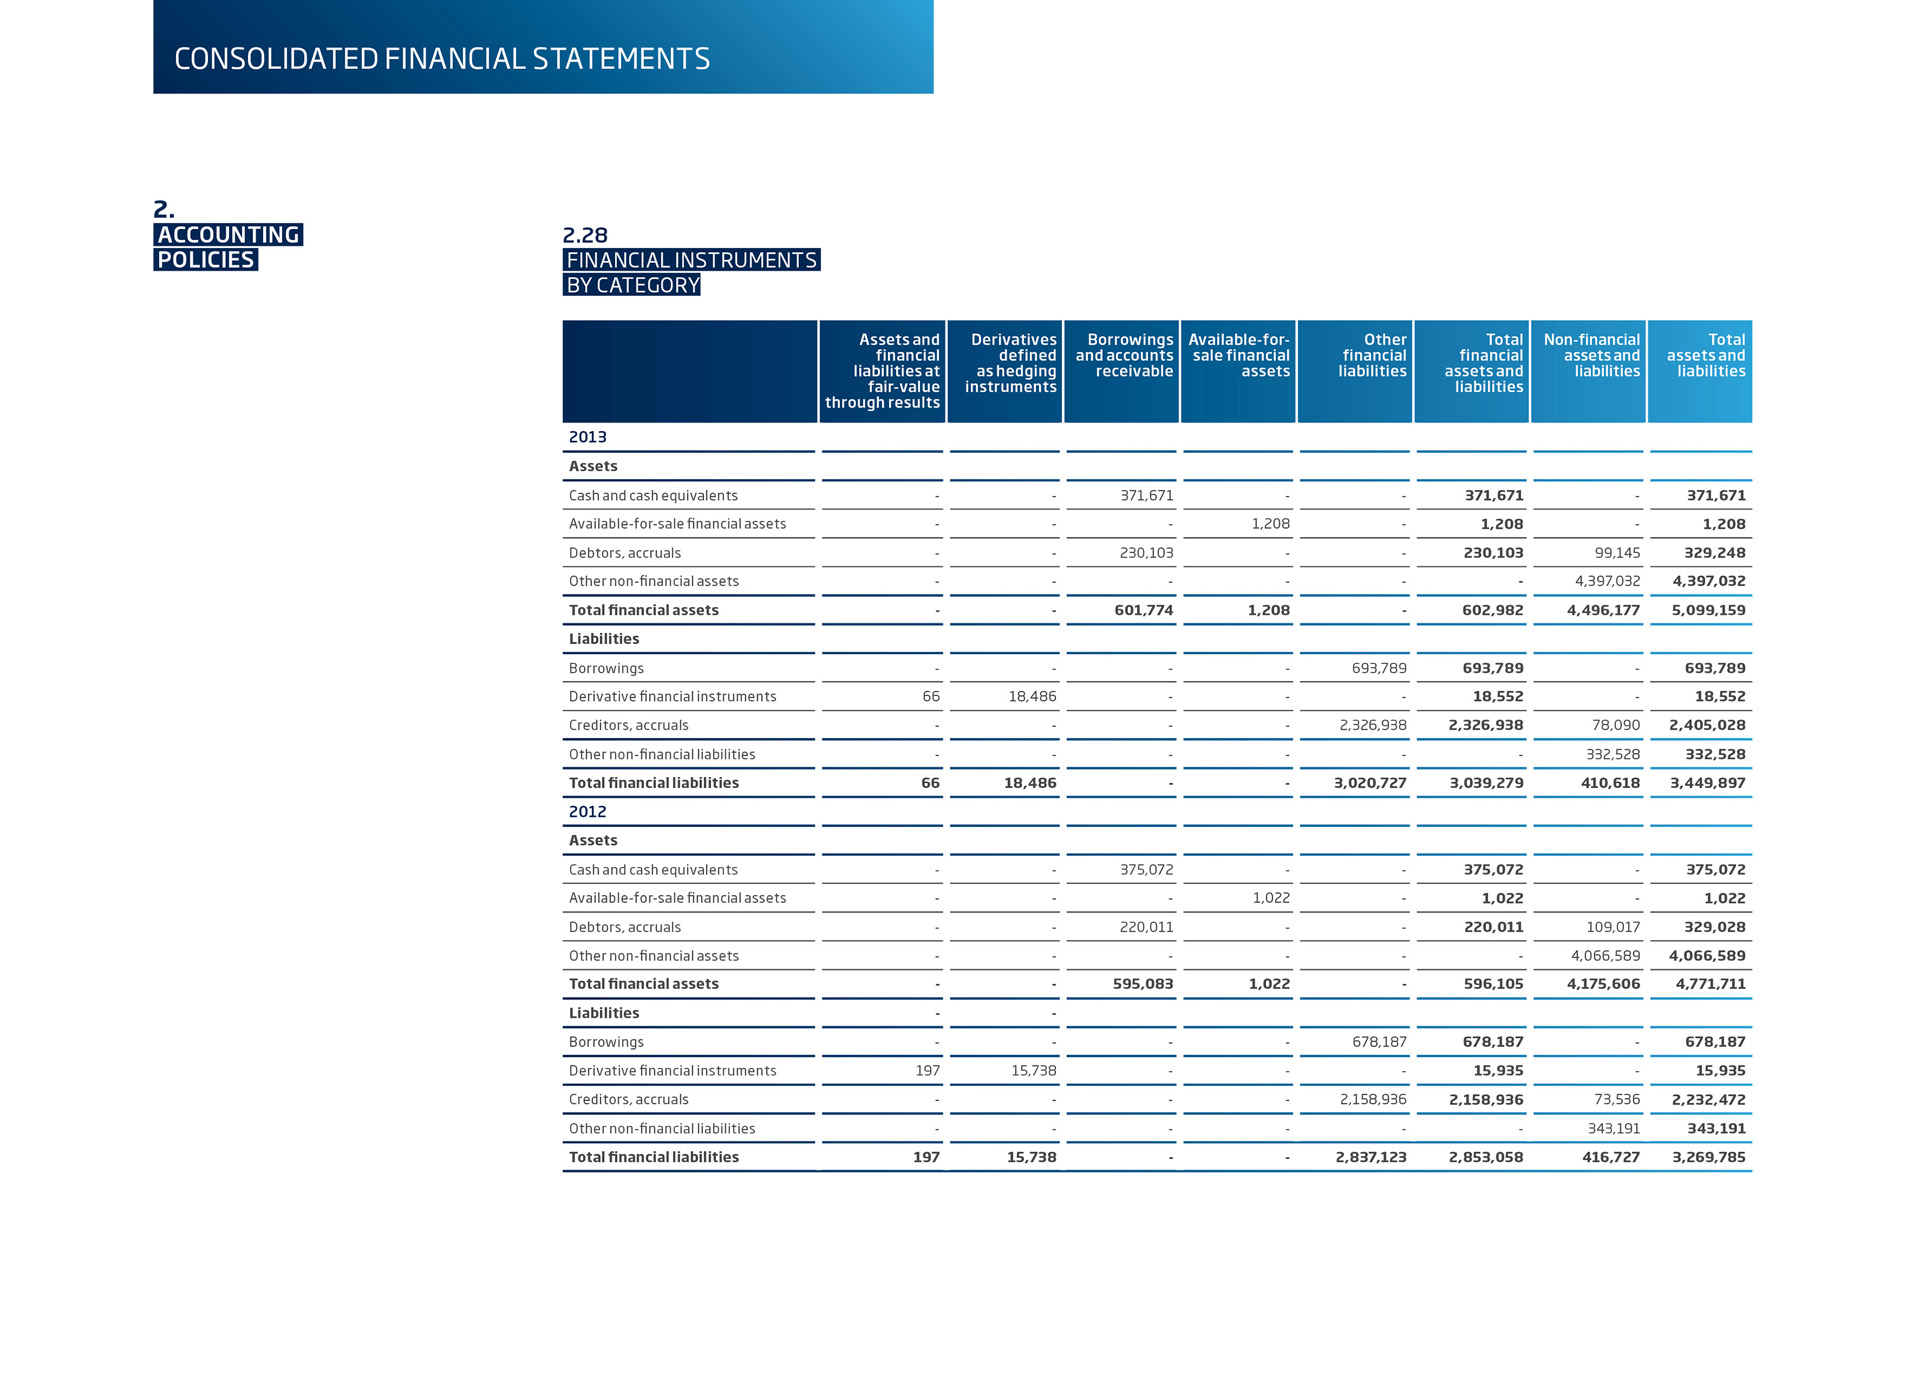 CONSOLIDATED FINANCIAL STATEMENTS
2.
ACCOUNTING
POLICIES
2.28
FINANCIAL INSTRUMENTS
BY CATEGORY
Assets and financial liabilities at fair-value through results | Derivatives defined as hedging instruments | Borrowings and accounts receivable | Available-for-sale financial assets | Other financial liabilities | Total financial assets and liabilities | Non-financial assets and liabilities | Total assets and liabilities
2013
Assets
Cash and cash equivalents - - 371,671 - - 371,671 - 371,671
Available-for-sale financial assets - - - 1,208 - 1,208 - 1,208
Debtors, accruals - - 230,103 - - 230,103 99,145 329,248
Other non-financial assets - - - - - - 4,397,032 4,397,032
Total financial assets - - 601,774 1,208 - 602,982 4,496,177 5,099,159
Liabilities
Borrowings - - - - 693,789 693,789 - 693,789
Derivative financial instruments 66 18,486 - - - 18,552 - 18,552
Creditors, accruals - - - - 2,326,938 2,326,938 78,090 2,405,028
Other non-financial liabilities - - - - - - 332,528 332,528
Total financial liabilities 66 18,486 - - 3,020,727 3,039,279 410,618 3,449,897
2012
Assets
Cash and cash equivalents - - 375,072 - - 375,072 - 375,072
Available-for-sale financial assets - - - 1,022 - 1,022 - 1,022
Debtors, accruals - - 220,011 - - 220,011 109,017 329,028
Other non-financial assets - - - - - - 4,066,589 4,066,589
Total financial assets - - 595,083 1,022 - 596,105 4,175,606 4,771,711
Liabilities - -
Borrowings - - - - 678,187 678,187 - 678,187
Derivative financial instruments 197 15,738 - - - 15,935 - 15,935
Creditors, accruals - - - - 2,158,936 2,158,936 73,536 2,232,472
Other non-financial liabilities - - - - - - 343,191 343,191
Total financial liabilities 197 15,738 - - 2,837,123 2,853,058 416,727 3,269,785